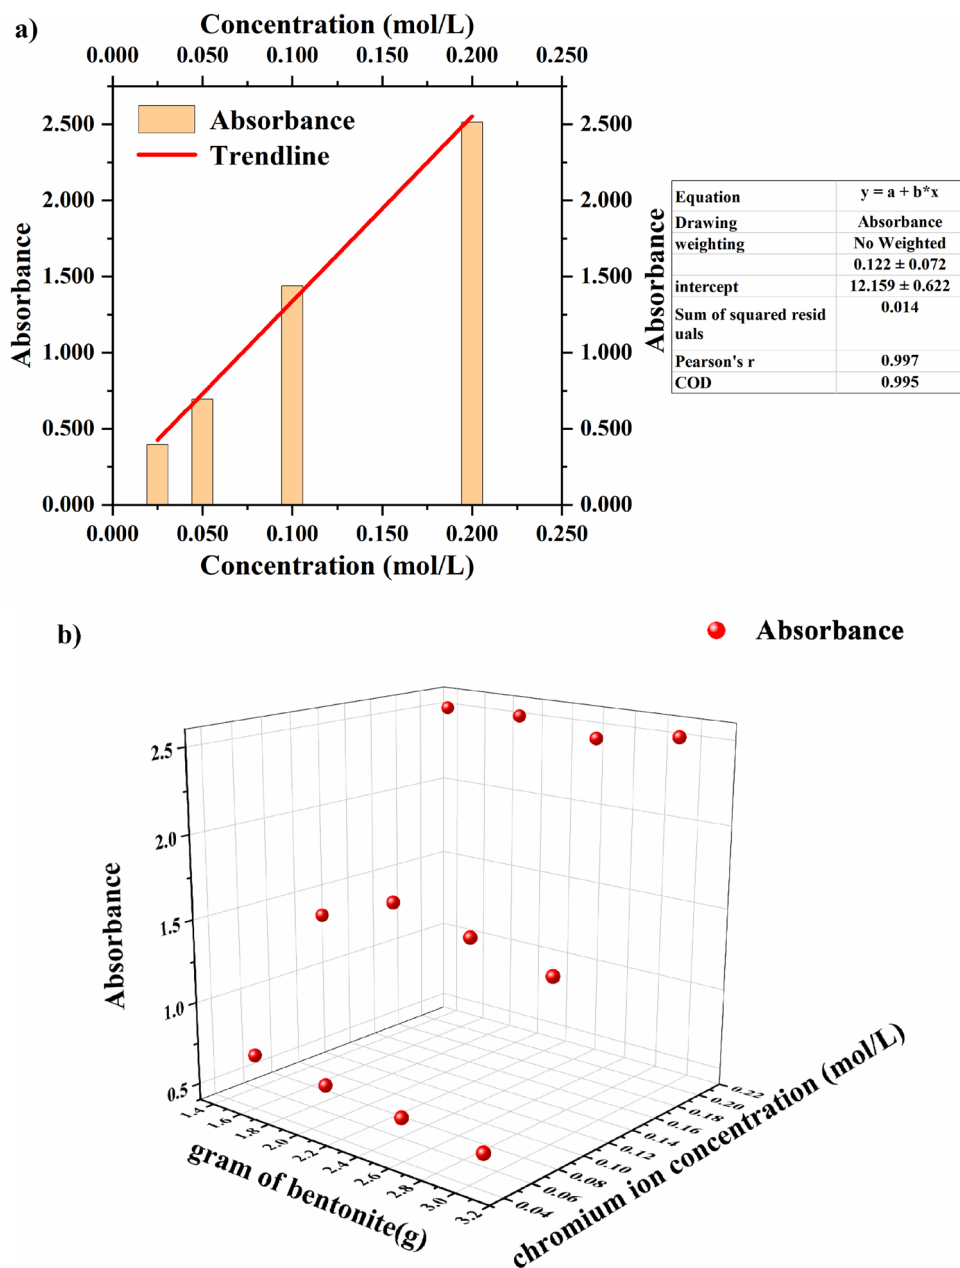 a)
Concentration (mol/L)
0.000 0.050 0.100 0.150 0.200 0.250
Absorbance
Trendline
2.500
2.000
1.500
1.000
0.500
0.000
Absorbance
2.500
2.000
1.500
1.000
0.500
0.000
Absorbance
0.000 0.050 0.100 0.150 0.200 0.250
Concentration (mol/L)
Equation y = a + b*x
Drawing Absorbance
weighting No Weighted
0.122 ± 0.072
intercept 12.159 ± 0.622
Sum of squared resid 0.014
uals
Pearson's r 0.997
COD 0.995
b)
Absorbance
2.5
2.0
1.5
1.0
0.5
Absorbance
1.4 1.6 1.8 2.0 2.2 2.4 2.6 2.8 3.0 3.2
gram of bentonite(g)
0.04 0.06 0.08 0.10 0.12 0.14 0.16 0.18 0.20 0.22
chromium ion concentration (mol/L)